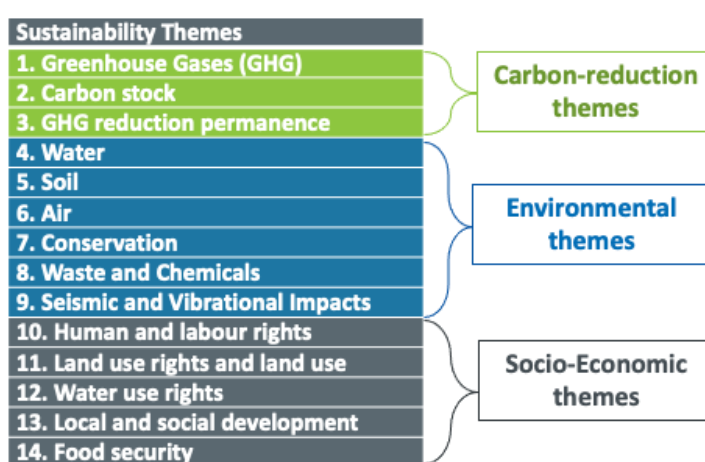 Sustainability Themes
1. Greenhouse Gases (GHG)
2. Carbon stock
3. GHG reduction permanence
Carbon-reduction
themes
4. Water
5. Soil
6. Air
7. Conservation
8. Waste and Chemicals
9. Seismic and Vibrational Impacts
Environmental
themes
10. Human and labour rights
11. Land use rights and land use
12. Water use rights
13. Local and social development
14. Food security
Socio-Economic
themes